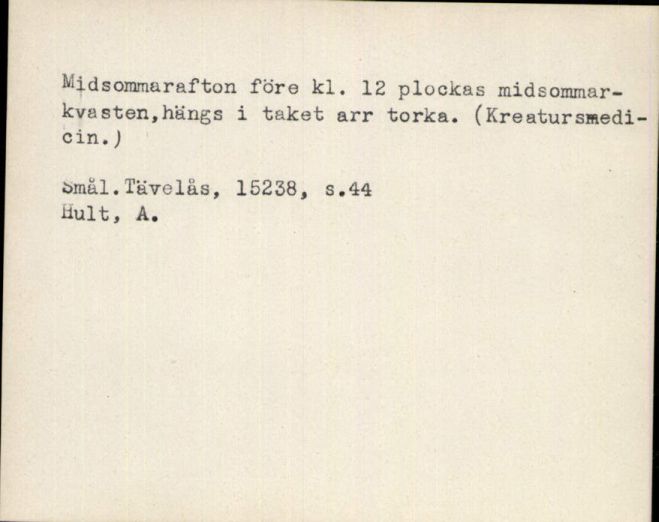 Midsommarafton före kl. 12 plockas midsommar-
kvasten,hängs i taket arr torka. (Kreatursmedi-
cin.)
Smål.Tävelås, 15238, s.44
Hult, A.